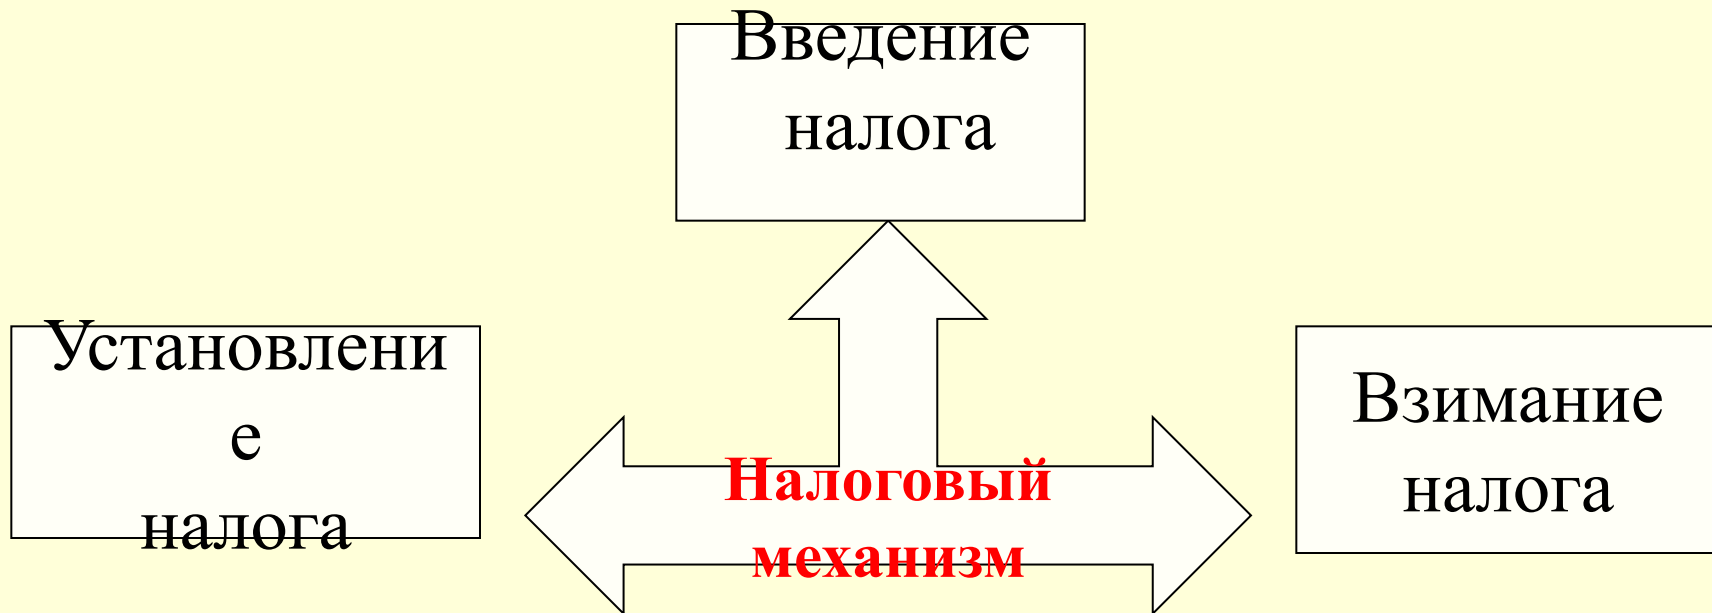 Введение
налога
Установлени
е
налога
Взимание
налога
Налоговый
механизм